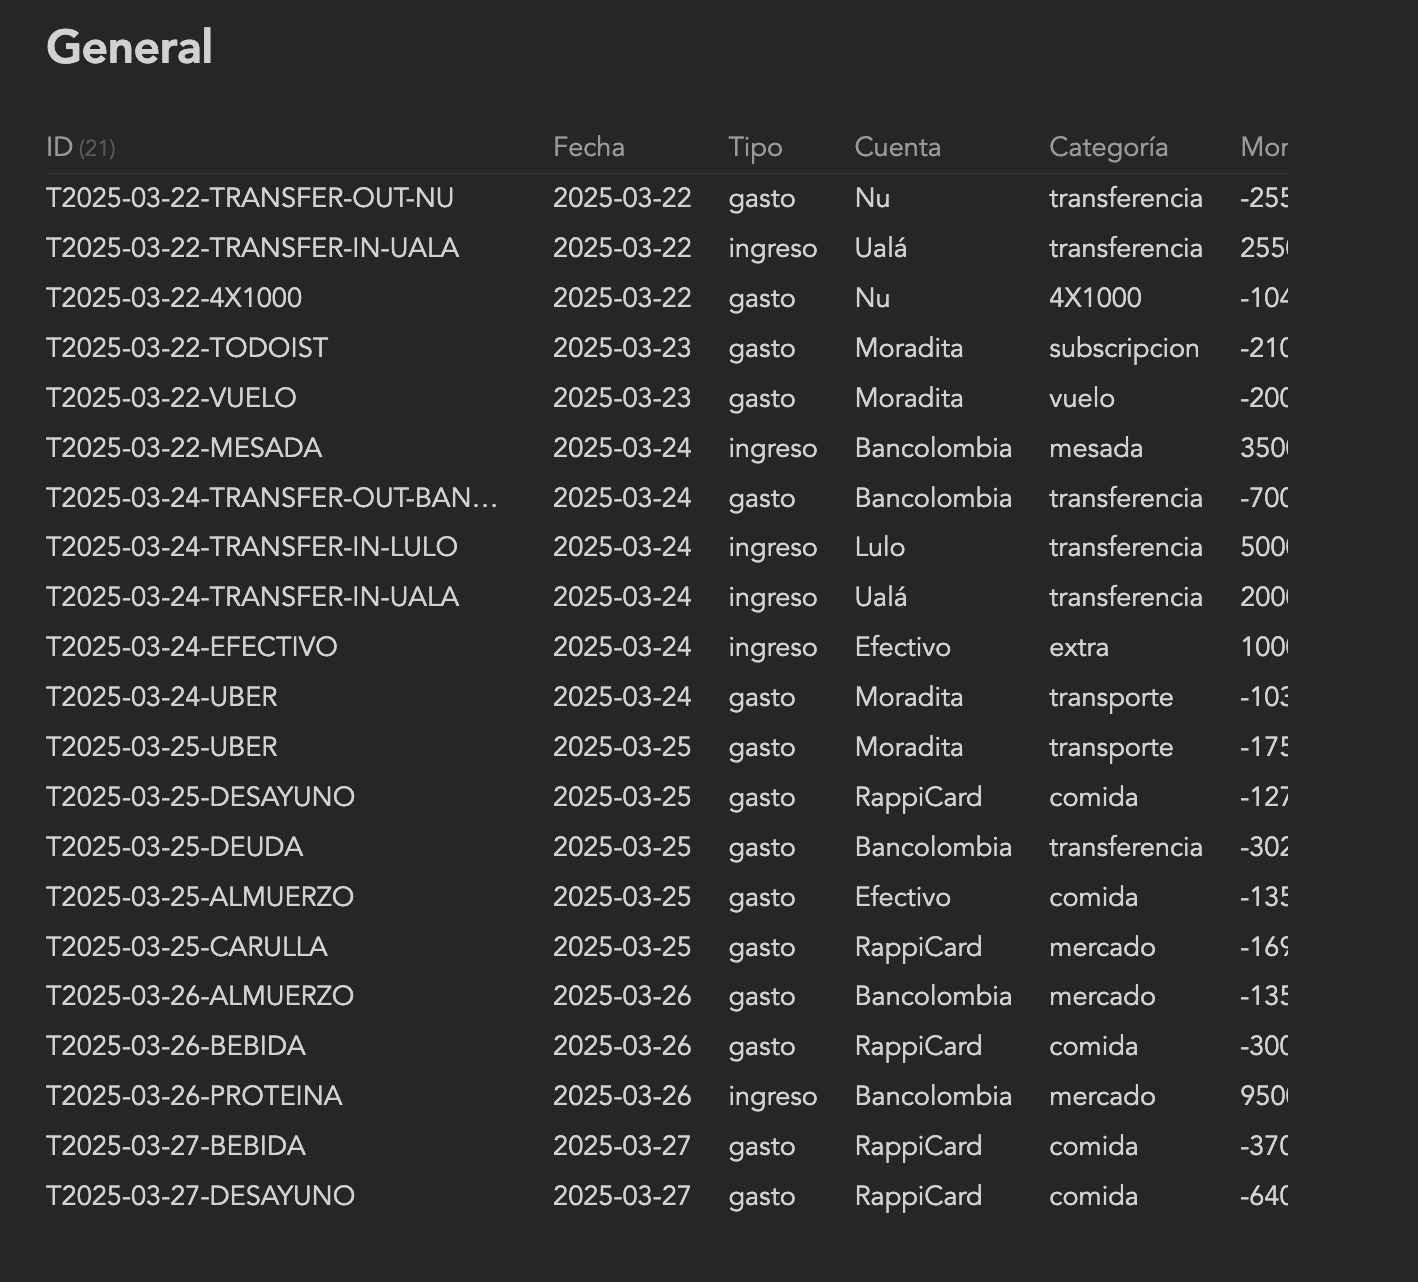 General
ID (21) Fecha Tipo Cuenta Categoría Mor
T2025-03-22-TRANSFER-OUT-NU 2025-03-22 gasto Nu transferencia -255
T2025-03-22-TRANSFER-IN-UALA 2025-03-22 ingreso Ualá transferencia 2550
T2025-03-22-4X1000 2025-03-22 gasto Nu 4X1000 -104
T2025-03-22-TODOIST 2025-03-23 gasto Moradita subscripcion -210
T2025-03-22-VUELO 2025-03-23 gasto Moradita vuelo -200
T2025-03-22-MESADA 2025-03-24 ingreso Bancolombia mesada 3500
T2025-03-24-TRANSFER-OUT-BAN... 2025-03-24 gasto Bancolombia transferencia -700
T2025-03-24-TRANSFER-IN-LULO 2025-03-24 ingreso Lulo transferencia 5000
T2025-03-24-TRANSFER-IN-UALA 2025-03-24 ingreso Ualá transferencia 2000
T2025-03-24-EFECTIVO 2025-03-24 ingreso Efectivo extra 1000
T2025-03-24-UBER 2025-03-24 gasto Moradita transporte -103
T2025-03-25-UBER 2025-03-25 gasto Moradita transporte -175
T2025-03-25-DESAYUNO 2025-03-25 gasto RappiCard comida -127
T2025-03-25-DEUDA 2025-03-25 gasto Bancolombia transferencia -302
T2025-03-25-ALMUERZO 2025-03-25 gasto Efectivo comida -135
T2025-03-25-CARULLA 2025-03-25 gasto RappiCard mercado -169
T2025-03-26-ALMUERZO 2025-03-26 gasto Bancolombia mercado -135
T2025-03-26-BEBIDA 2025-03-26 gasto RappiCard comida -300
T2025-03-26-PROTEINA 2025-03-26 ingreso Bancolombia mercado 9500
T2025-03-27-BEBIDA 2025-03-27 gasto RappiCard comida -370
T2025-03-27-DESAYUNO 2025-03-27 gasto RappiCard comida -640